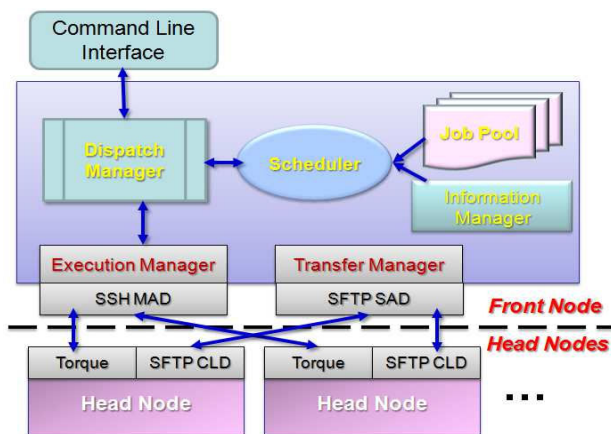 Command Line
Interface
Dispatch
Manager
Scheduler
Job Pool
Information
Manager
Execution Manager
Transfer Manager
SSH MAD
SFTP SAD
Front Node
Head Nodes
Torque
SFTP CLD
Torque
SFTP CLD
Head Node
Head Node
...